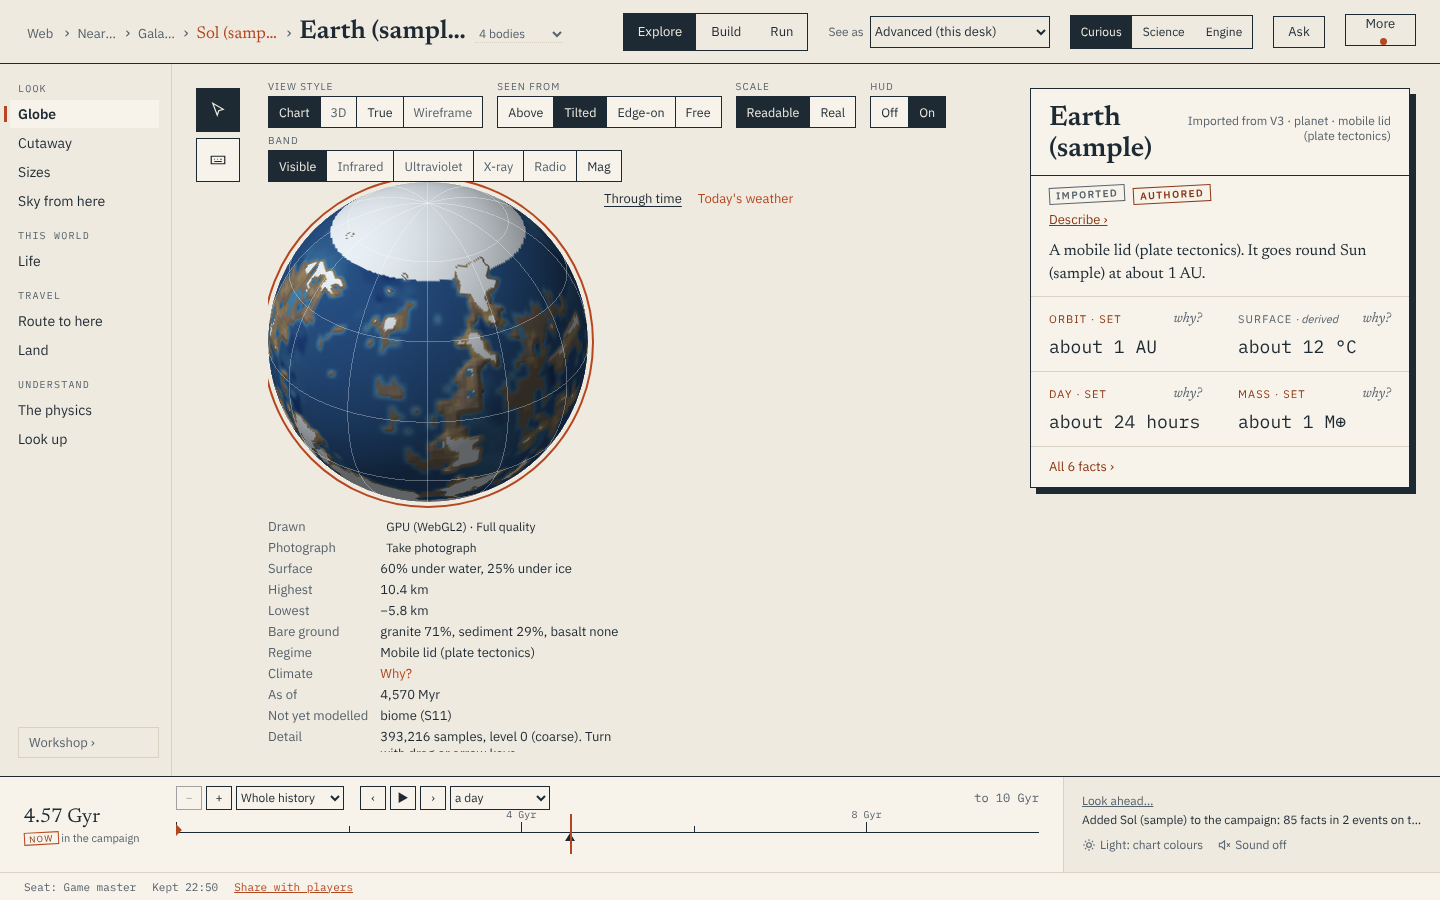 Web › Near... › Gala... › Sol (samp... › Earth (sampl... 4 bodies
Explore Build Run
See as Advanced (this desk)
Curious Science Engine
Ask
More
LOOK
Globe
Cutaway
Sizes
Sky from here
THIS WORLD
Life
TRAVEL
Route to here
Land
UNDERSTAND
The physics
Look up
Workshop ›
VIEW STYLE
Chart 3D True Wireframe
SEEN FROM
Above Tilted Edge-on Free
SCALE
Readable Real
HUD
Off On
BAND
Visible Infrared Ultraviolet X-ray Radio Mag
Through time Today's weather
Drawn GPU (WebGL2) · Full quality
Photograph Take photograph
Surface 60% under water, 25% under ice
Highest 10.4 km
Lowest −5.8 km
Bare ground granite 71%, sediment 29%, basalt none
Regime Mobile lid (plate tectonics)
Climate Why?
As of 4,570 Myr
Not yet modelled biome (S11)
Detail 393,216 samples, level 0 (coarse). Turn
Earth (sample)
Imported from V3 · planet · mobile lid
(plate tectonics)
IMPORTED AUTHORED
Describe ›
A mobile lid (plate tectonics). It goes round Sun
(sample) at about 1 AU.
ORBIT · SET why?
about 1 AU
SURFACE · derived why?
about 12 °C
DAY · SET why?
about 24 hours
MASS · SET why?
about 1 M⊕
All 6 facts ›
4.57 Gyr
NOW in the campaign
− + Whole history ‹ ▶ › a day
to 10 Gyr
4 Gyr 8 Gyr
Look ahead...
Added Sol (sample) to the campaign: 85 facts in 2 events on t...
Light: chart colours Sound off
Seat: Game master Kept 22:50 Share with players